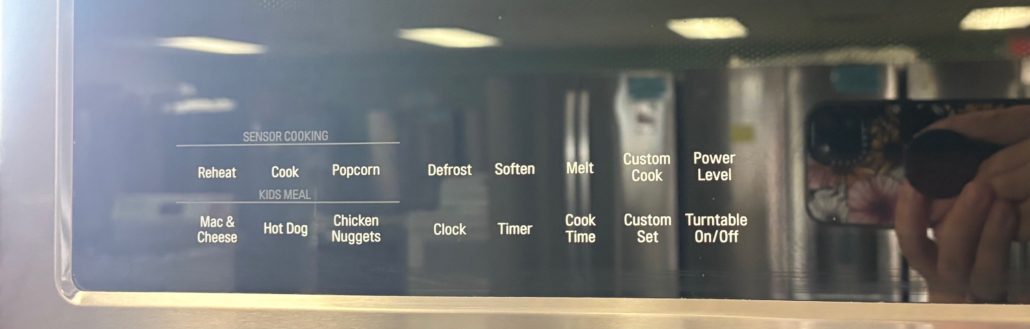 SENSOR COOKING
Reheat Cook Popcorn Defrost Soften Melt Custom Cook Power Level
KIDS MEAL
Mac & Cheese Hot Dog Chicken Nuggets Clock Timer Cook Time Custom Set Turntable On/Off